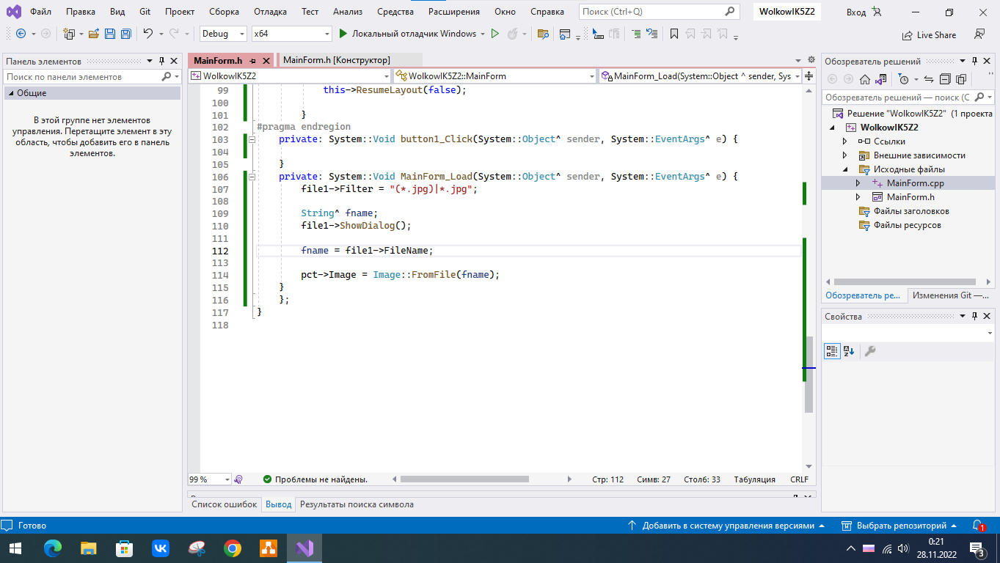 Файл Правка Вид Git Проект Сборка Отладка Тест Анализ Средства Расширения Окно Справка Поиск (Ctrl+Q) WolkowIK5Z2 Вход
Debug x64 Локальный отладчик Windows Live Share
Панель элементов
Поиск по панели элементов
Общие
В этой группе нет элементов
управления. Перетащите элемент в эту
область, чтобы добавить его в панель
элементов.
MainForm.h MainForm.h [Конструктор]
WolkowIK5Z2 WolkowIK5Z2::MainForm MainForm_Load(System::Object ^ sender, Sys
99 this->ResumeLayout(false);
100
101 }
102 #pragma endregion
103 private: System::Void button1_Click(System::Object^ sender, System::EventArgs^ e) {
104
105 }
106 private: System::Void MainForm_Load(System::Object^ sender, System::EventArgs^ e) {
107 file1->Filter = "(*.jpg)|*.jpg";
108
109 String^ fname;
110 file1->ShowDialog();
111
112 fname = file1->FileName;
113
114 pct->Image = Image::FromFile(fname);
115 }
116 };
117 }
118
99 % Проблемы не найдены. Стр: 112 Симв: 27 Столб: 33 Табуляция CRLF
Список ошибок Вывод Результаты поиска символа
Обозреватель решений
Обозреватель решений — поиск (C
Решение "WolkowIK5Z2" (1 проекта
WolkowIK5Z2
Ссылки
Внешние зависимости
Исходные файлы
MainForm.cpp
MainForm.h
Файлы заголовков
Файлы ресурсов
Обозреватель ре... Изменения Git —...
Свойства
Готово Добавить в систему управления версиями Выбрать репозиторий 1
0:21
28.11.2022
3